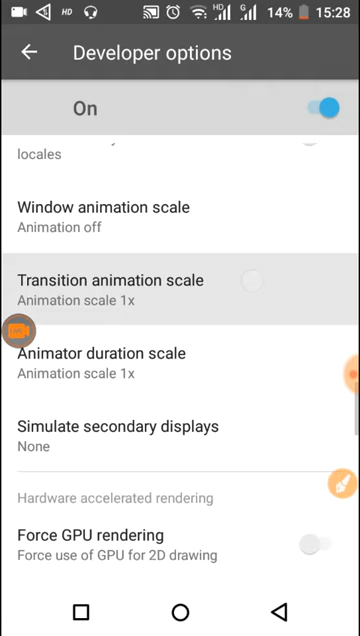 HD HD G 14% 15:28
Developer options
On
locales
Window animation scale
Animation off
Transition animation scale
Animation scale 1x
Animator duration scale
Animation scale 1x
Simulate secondary displays
None
Hardware accelerated rendering
Force GPU rendering
Force use of GPU for 2D drawing